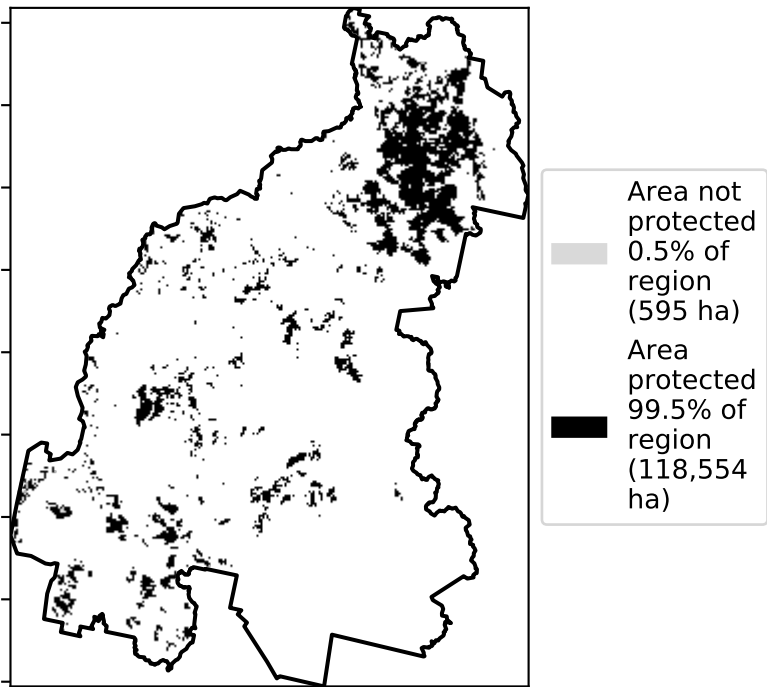 Area not
protected
0.5% of
region
(595 ha)
Area
protected
99.5% of
region
(118,554
ha)